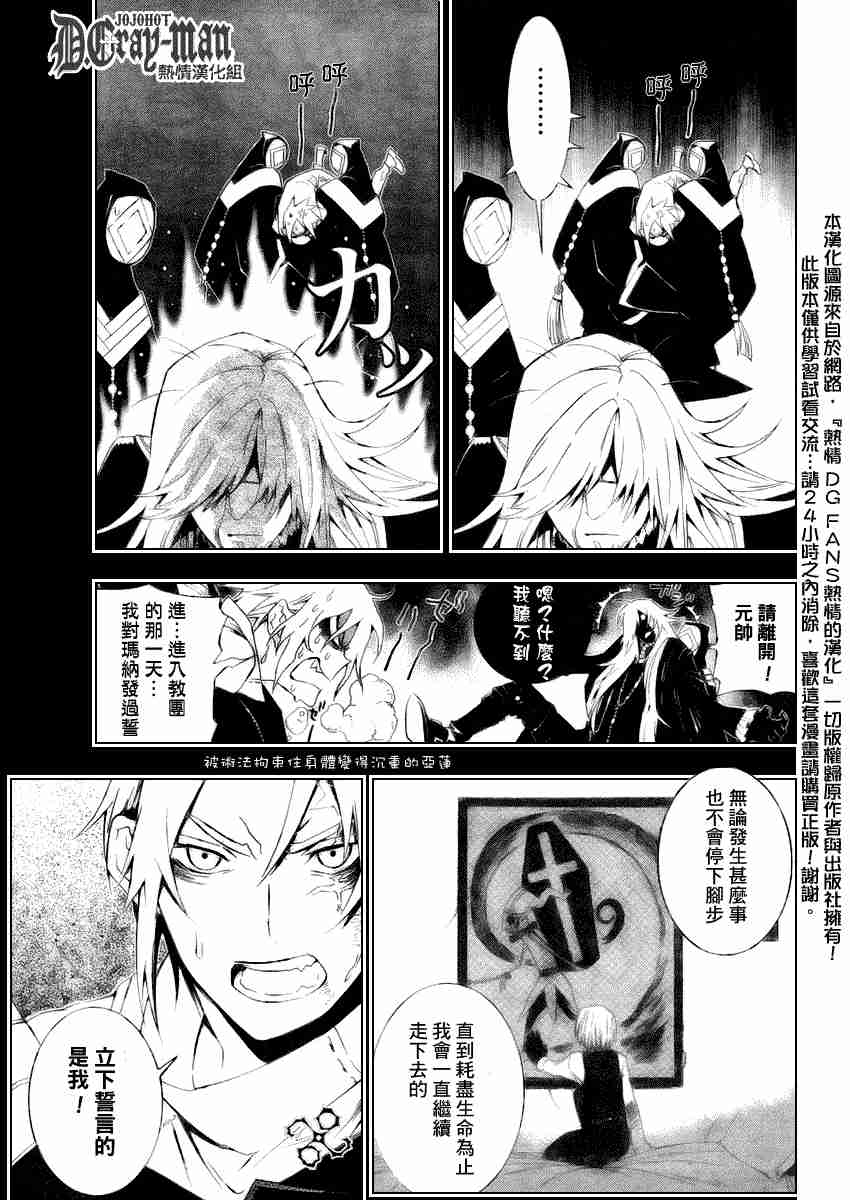 JOJOHOT
D.Gray-man
熱情漢化組
本漢化圖源來自於網路．『熱情DG FANS熱情的漢化』一切版權歸原作者與出版社擁有！
此版本僅供學習試看交流…請24小時之內消除．喜歡這套漫畫請購買正版！謝謝。
………
呼
呼
呼
呼
カッ
請離開！
元帥
嗯？什麼？
我聽不到
進…進入教團
的那一天…
我對瑪納發過誓
被術法拘束住身體變得沉重的亞蓮
無論發生甚麼事
也不會停下腳步
直到耗盡生命為止
我會一直繼續
走下去的
立下誓言的
是我！